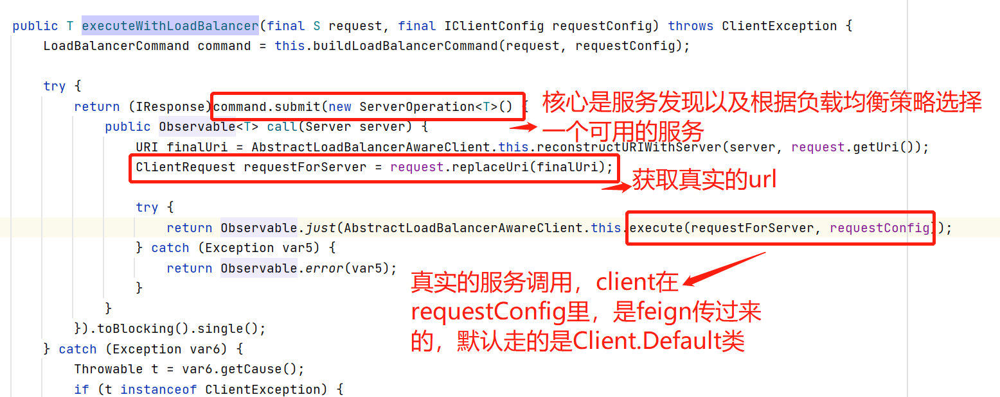 public T executeWithLoadBalancer(final S request, final IClientConfig requestConfig) throws ClientException {
LoadBalancerCommand command = this.buildLoadBalancerCommand(request, requestConfig);
try {
return (IResponse)command.submit(new ServerOperation<T>() {
核心是服务发现以及根据负载均衡策略选择
一个可用的服务
public Observable<T> call(Server server) {
URI finalUri = AbstractLoadBalancerAwareClient.this.reconstructURIWithServer(server, request.getUri());
ClientRequest requestForServer = request.replaceUri(finalUri);
获取真实的url
try {
return Observable.just(AbstractLoadBalancerAwareClient.this.execute(requestForServer, requestConfig));
} catch (Exception var5) {
return Observable.error(var5);
}
真实的服务调用，client在
requestConfig里，是feign传过来
的，默认走的是Client.Default类
}
}).toBlocking().single();
} catch (Exception var6) {
Throwable t = var6.getCause();
if (t instanceof ClientException) {